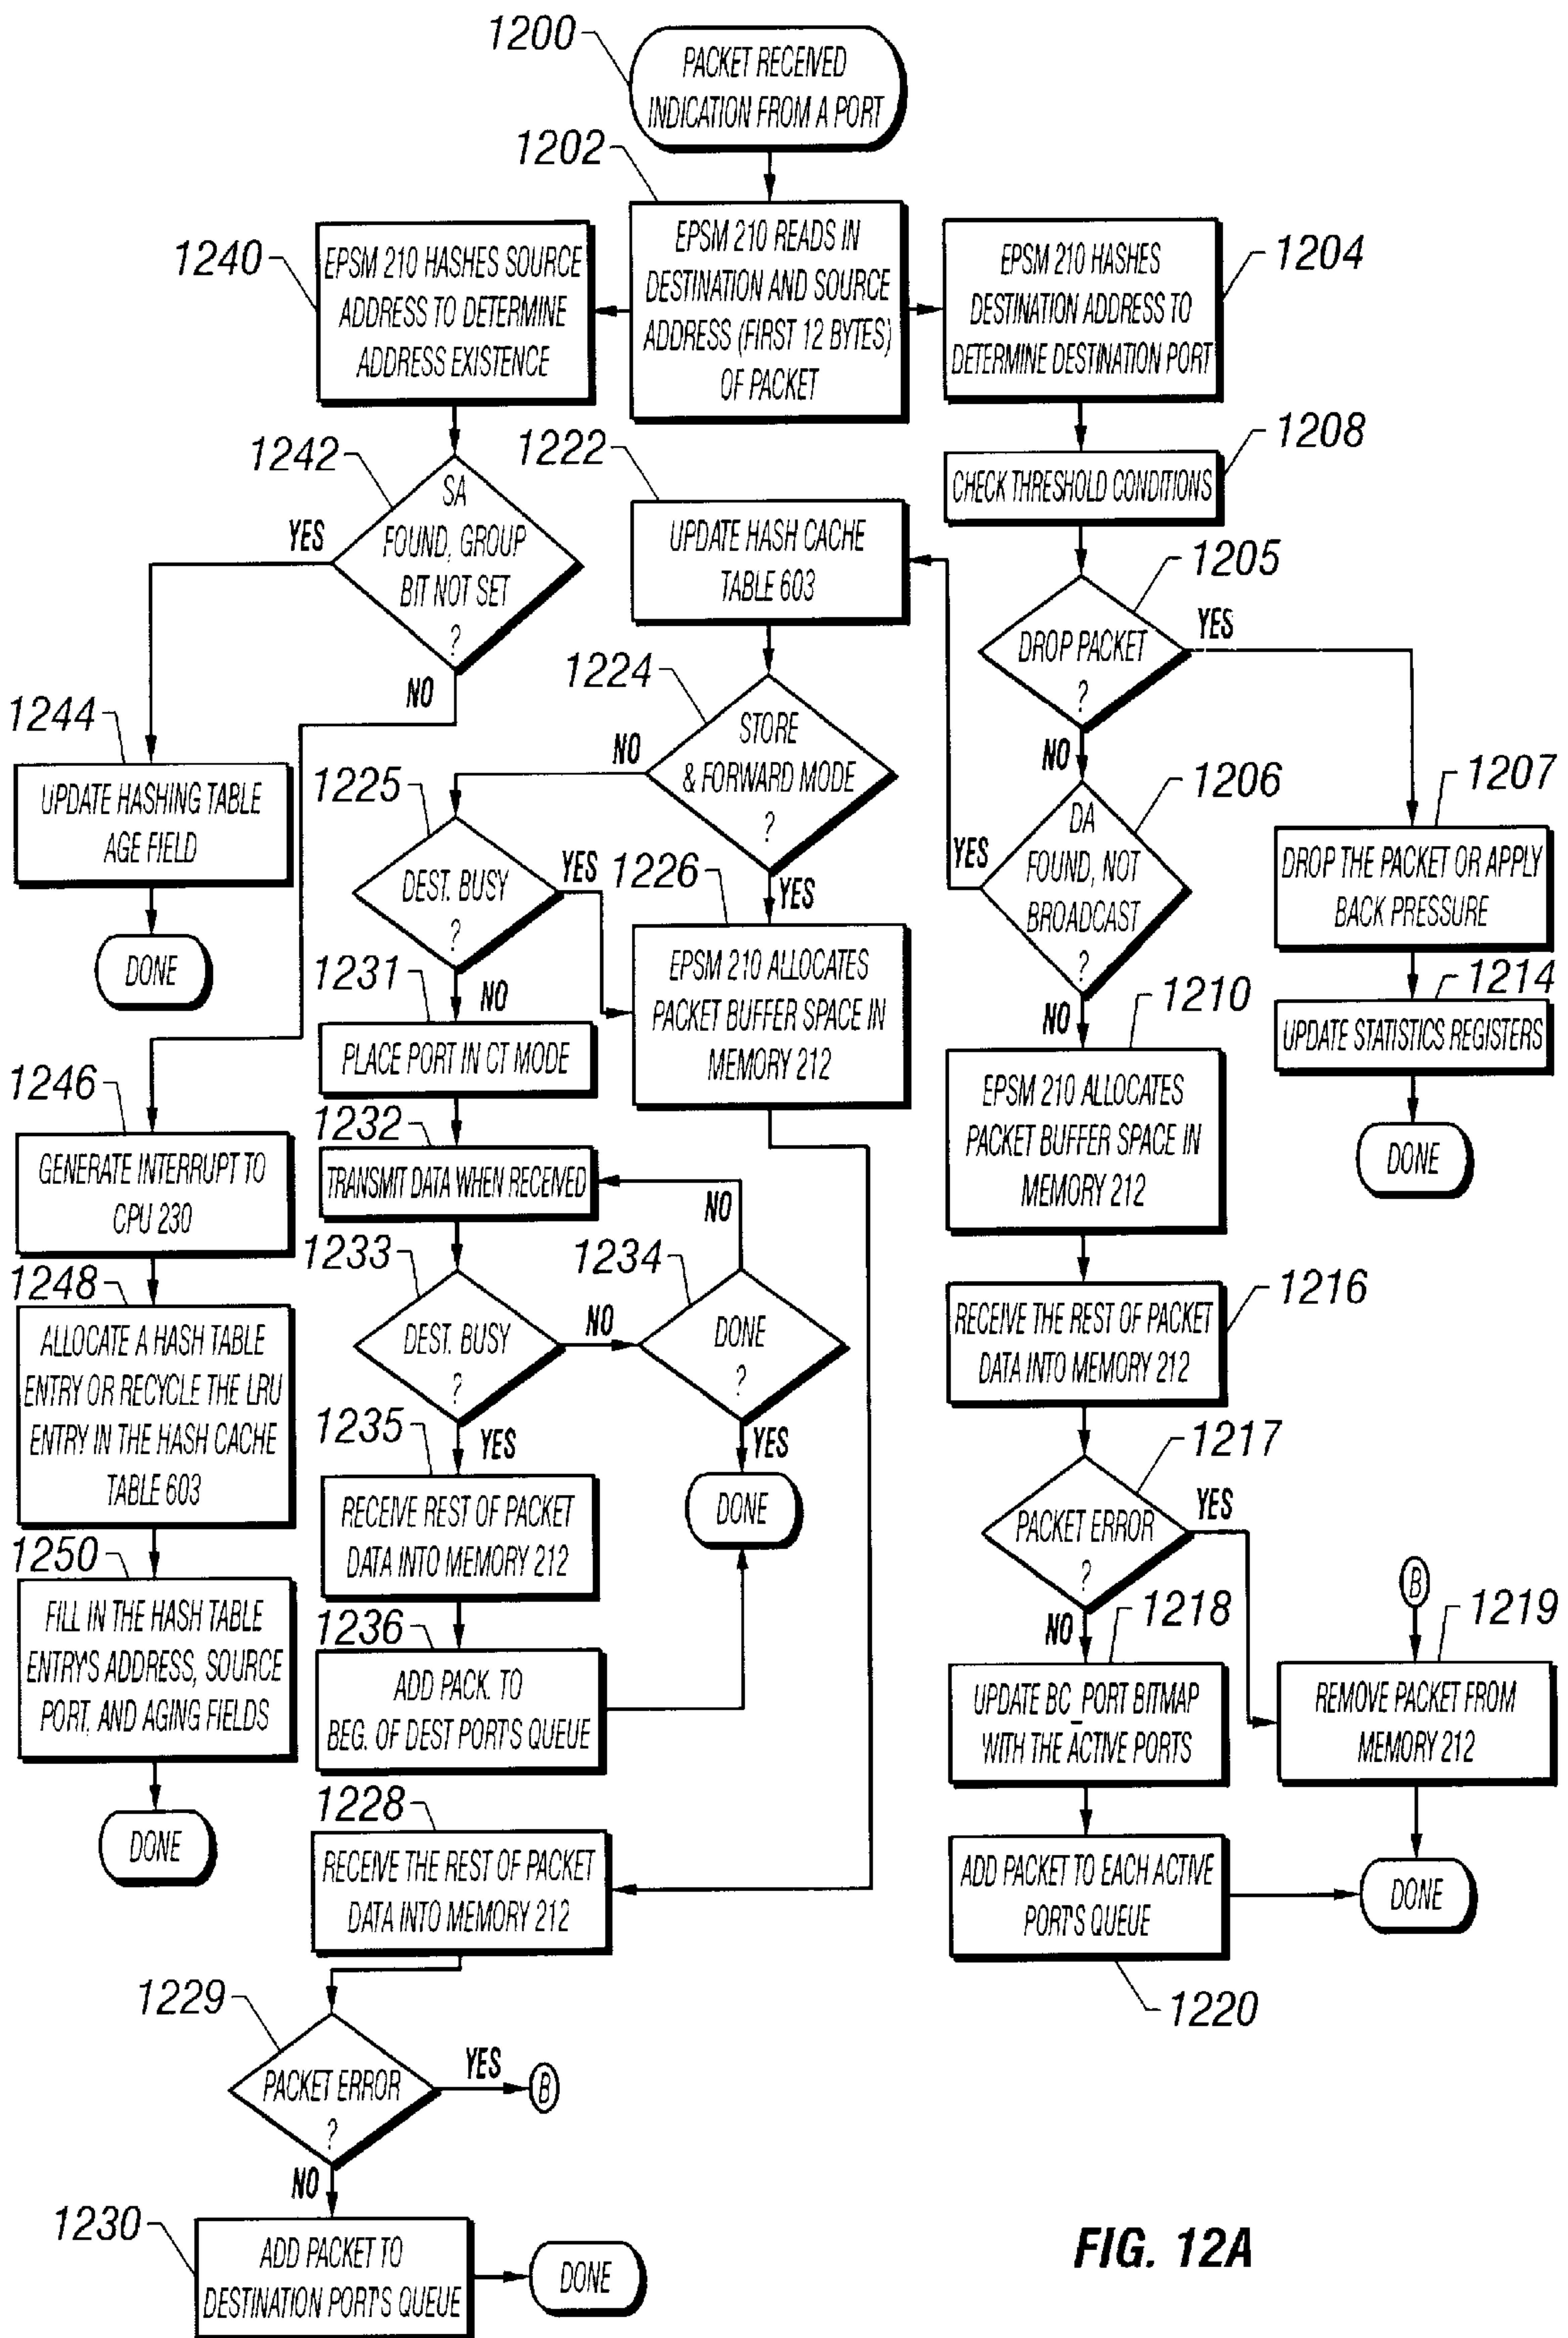 1200
PACKET RECEIVED
INDICATION FROM A PORT
1202
EPSM 210 READS IN
DESTINATION AND SOURCE
ADDRESS (FIRST 12 BYTES)
OF PACKET
1240
EPSM 210 HASHES SOURCE
ADDRESS TO DETERMINE
ADDRESS EXISTENCE
1204
EPSM 210 HASHES
DESTINATION ADDRESS TO
DETERMINE DESTINATION PORT
1242
SA
FOUND, GROUP
BIT NOT SET
?
YES
NO
1244
UPDATE HASHING TABLE
AGE FIELD
DONE
1246
GENERATE INTERRUPT TO
CPU 230
1248
ALLOCATE A HASH TABLE
ENTRY OR RECYCLE THE LRU
ENTRY IN THE HASH CACHE
TABLE 603
1250
FILL IN THE HASH TABLE
ENTRY'S ADDRESS, SOURCE
PORT, AND AGING FIELDS
DONE
1222
UPDATE HASH CACHE
TABLE 603
1224
STORE
& FORWARD MODE
?
NO
YES
1225
DEST. BUSY
?
YES
NO
1226
EPSM 210 ALLOCATES
PACKET BUFFER SPACE IN
MEMORY 212
1231
PLACE PORT IN CT MODE
1232
TRANSMIT DATA WHEN RECEIVED
1233
DEST. BUSY
?
NO
YES
1234
DONE
?
NO
YES
DONE
1235
RECEIVE REST OF PACKET
DATA INTO MEMORY 212
1236
ADD PACK. TO
BEG. OF DEST PORT'S QUEUE
1228
RECEIVE THE REST OF PACKET
DATA INTO MEMORY 212
1229
PACKET ERROR
?
YES
B
NO
1230
ADD PACKET TO
DESTINATION PORT'S QUEUE
DONE
1208
CHECK THRESHOLD CONDITIONS
1205
DROP PACKET
?
YES
NO
1206
DA
FOUND, NOT
BROADCAST
?
YES
NO
1207
DROP THE PACKET OR APPLY
BACK PRESSURE
1214
UPDATE STATISTICS REGISTERS
DONE
1210
EPSM 210 ALLOCATES
PACKET BUFFER SPACE IN
MEMORY 212
1216
RECEIVE THE REST OF PACKET
DATA INTO MEMORY 212
1217
PACKET ERROR
?
YES
NO
1218
UPDATE BC_PORT BITMAP
WITH THE ACTIVE PORTS
B
1219
REMOVE PACKET FROM
MEMORY 212
ADD PACKET TO EACH ACTIVE
PORT'S QUEUE
1220
DONE
FIG. 12A